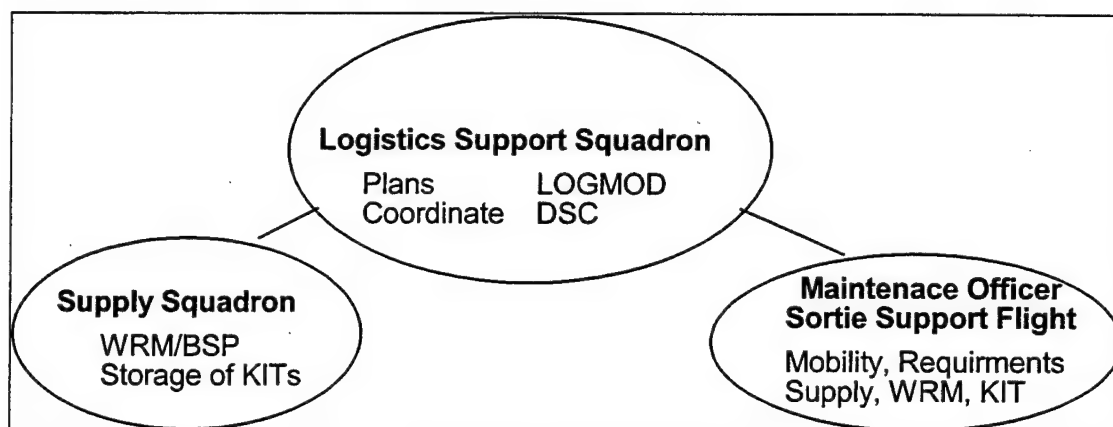 Logistics Support Squadron
Plans LOGMOD
Coordinate DSC
Supply Squadron
WRM/BSP
Storage of KITs
Maintenace Officer
Sortie Support Flight
Mobility, Requirments
Supply, WRM, KIT